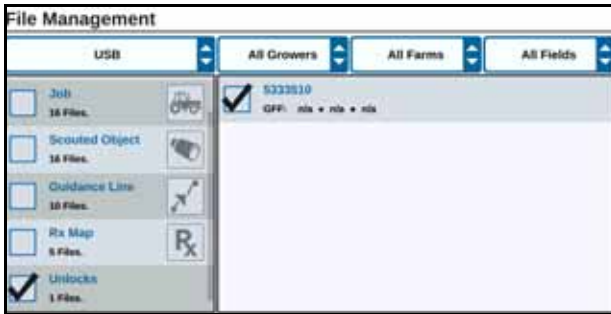 File Management
USB
All Growers
All Farms
All Fields
Job
16 Files.
Scouted Object
16 Files.
Guidance Line
10 Files.
Rx Map
5 Files.
Unlocks
1 Files.
5333510
GFF: n/a • n/a • n/a
Rx